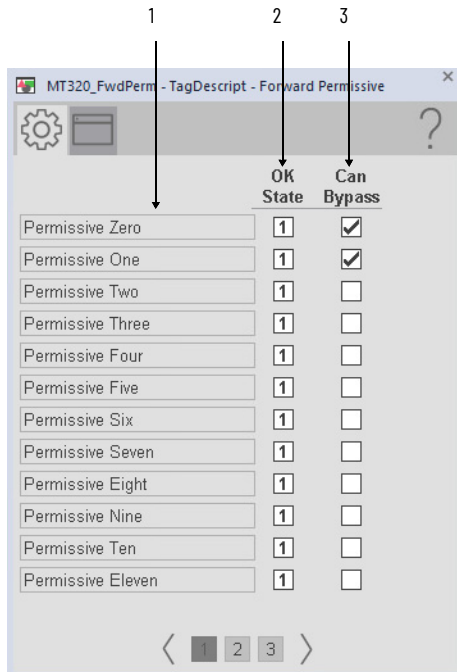 1 2 3
MT320_FwdPerm - TagDescript - Forward Permissive ×
?
OK Can
State Bypass
Permissive Zero 1
Permissive One 1
Permissive Two 1
Permissive Three 1
Permissive Four 1
Permissive Five 1
Permissive Six 1
Permissive Seven 1
Permissive Eight 1
Permissive Nine 1
Permissive Ten 1
Permissive Eleven 1
1 2 3